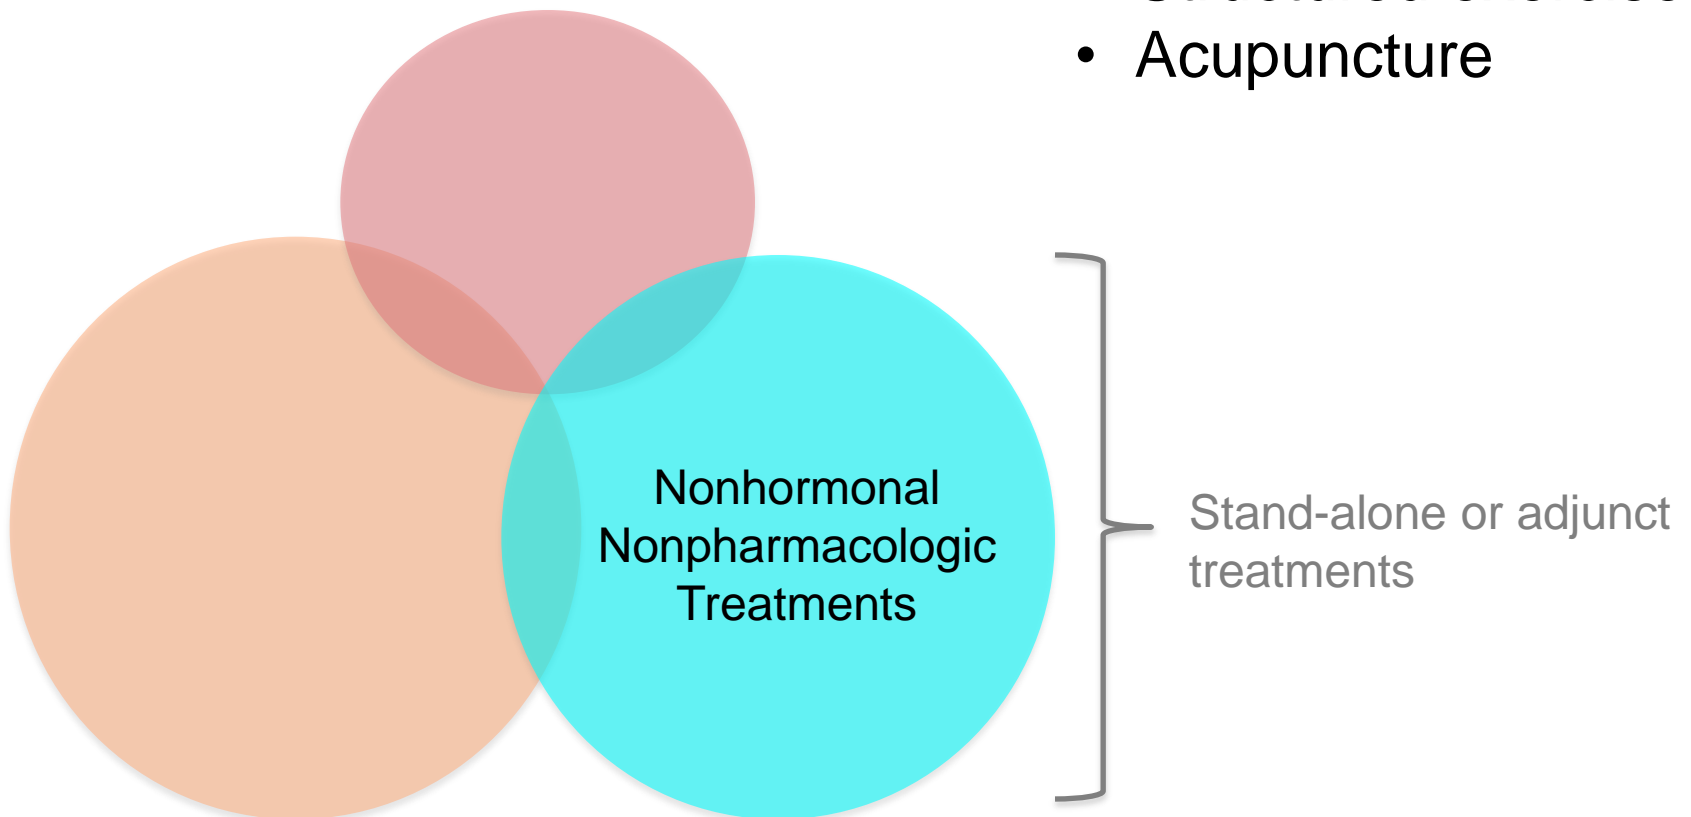 • Acupuncture
Nonhormonal
Nonpharmacologic
Treatments
Stand-alone or adjunct
treatments